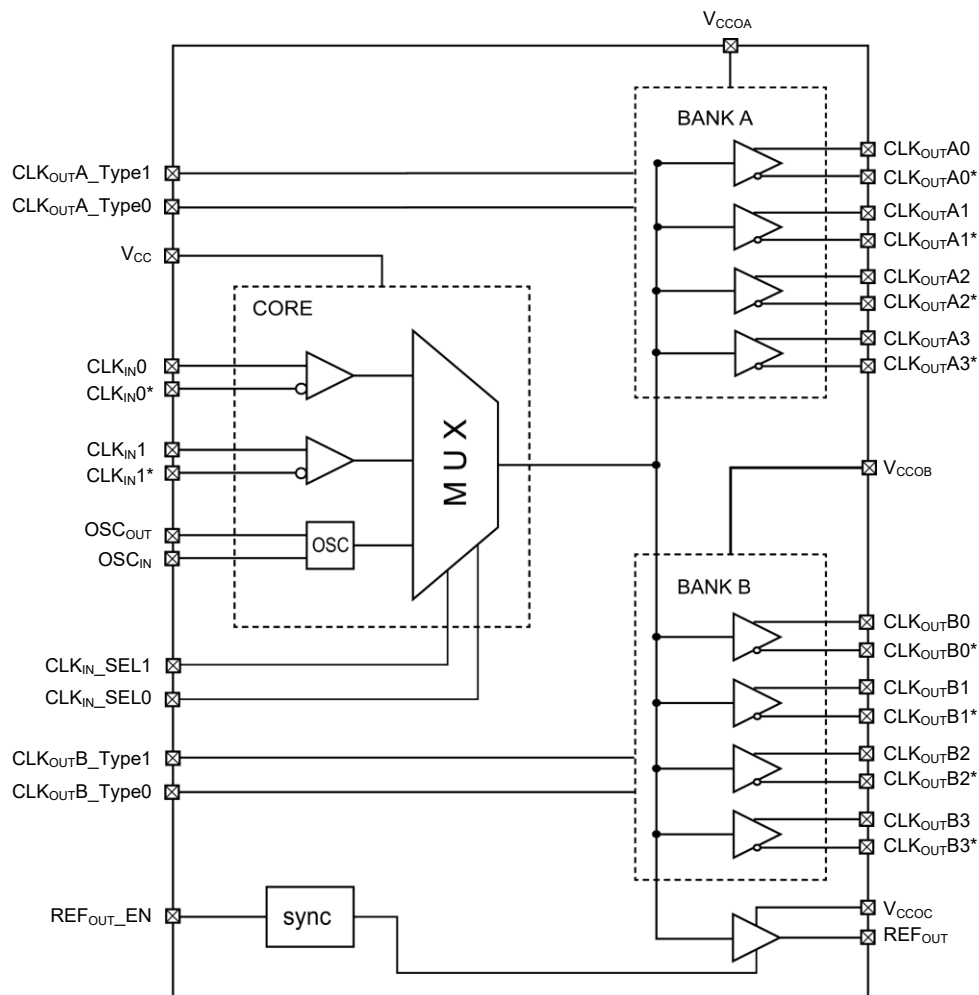 VCCOA
BANK A
CLKOUTA_Type1
CLKOUTA_Type0
VCC
CORE
CLKIN0
CLKIN0*
CLKIN1
CLKIN1*
OSCOUT
OSCIN
OSC
MUX
CLKIN_SEL1
CLKIN_SEL0
CLKOUTB_Type1
CLKOUTB_Type0
REFOUT_EN
sync
CLKOUTA0
CLKOUTA0*
CLKOUTA1
CLKOUTA1*
CLKOUTA2
CLKOUTA2*
CLKOUTA3
CLKOUTA3*
VCCOB
BANK B
CLKOUTB0
CLKOUTB0*
CLKOUTB1
CLKOUTB1*
CLKOUTB2
CLKOUTB2*
CLKOUTB3
CLKOUTB3*
VCCOC
REFOUT